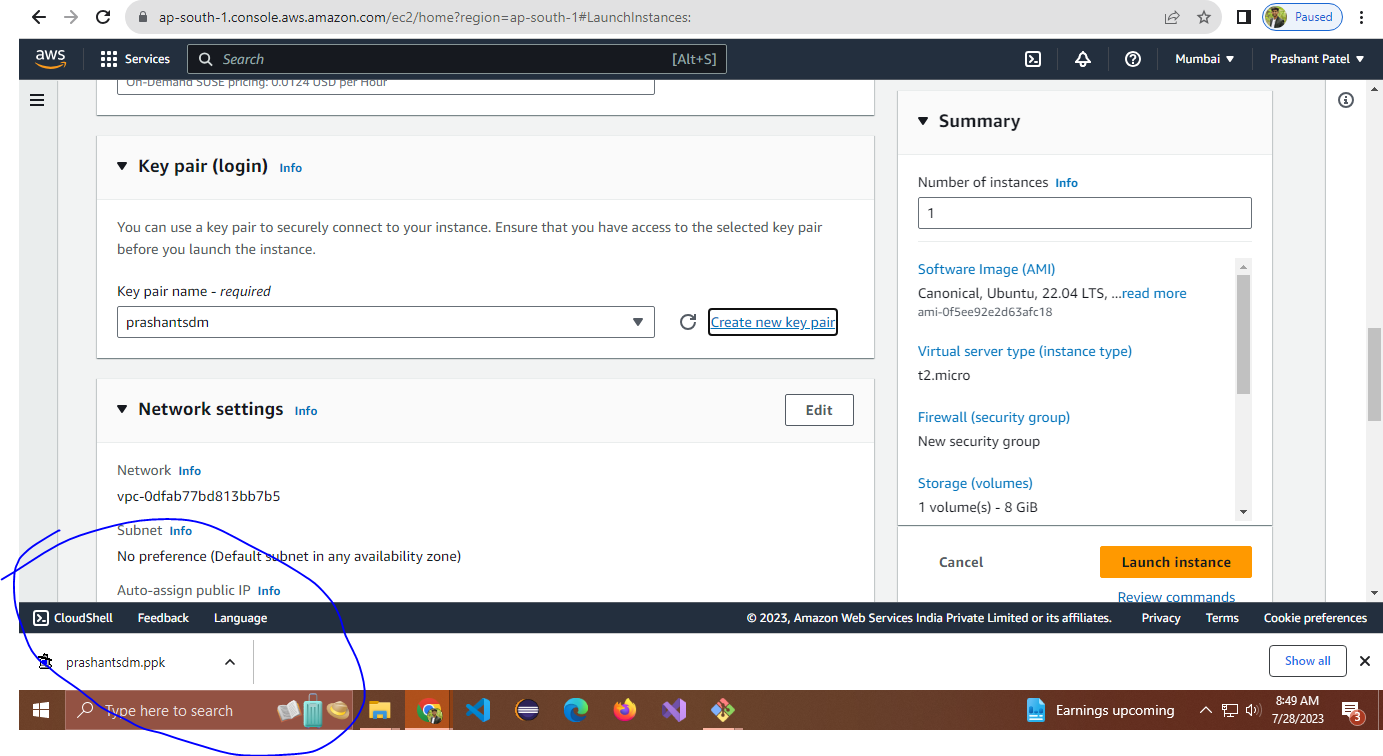 ap-south-1.console.aws.amazon.com/ec2/home?region=ap-south-1#LaunchInstances:
Paused
aws
Services
Search
[Alt+S]
Mumbai
Prashant Patel
On-Demand SUSE pricing: 0.0124 USD per Hour
Key pair (login) Info
You can use a key pair to securely connect to your instance. Ensure that you have access to the selected key pair
before you launch the instance.
Key pair name - required
prashantsdm
Create new key pair
Network settings Info
Edit
Network Info
vpc-0dfab77bd813bb7b5
Subnet Info
No preference (Default subnet in any availability zone)
Auto-assign public IP Info
Summary
Number of instances Info
1
Software Image (AMI)
Canonical, Ubuntu, 22.04 LTS, ...read more
ami-0f5ee92e2d63afc18
Virtual server type (instance type)
t2.micro
Firewall (security group)
New security group
Storage (volumes)
1 volume(s) - 8 GiB
Cancel
Launch instance
Review commands
CloudShell
Feedback
Language
© 2023, Amazon Web Services India Private Limited or its affiliates.
Privacy
Terms
Cookie preferences
prashantsdm.ppk
Show all
Type here to search
Earnings upcoming
8:49 AM
7/28/2023
3